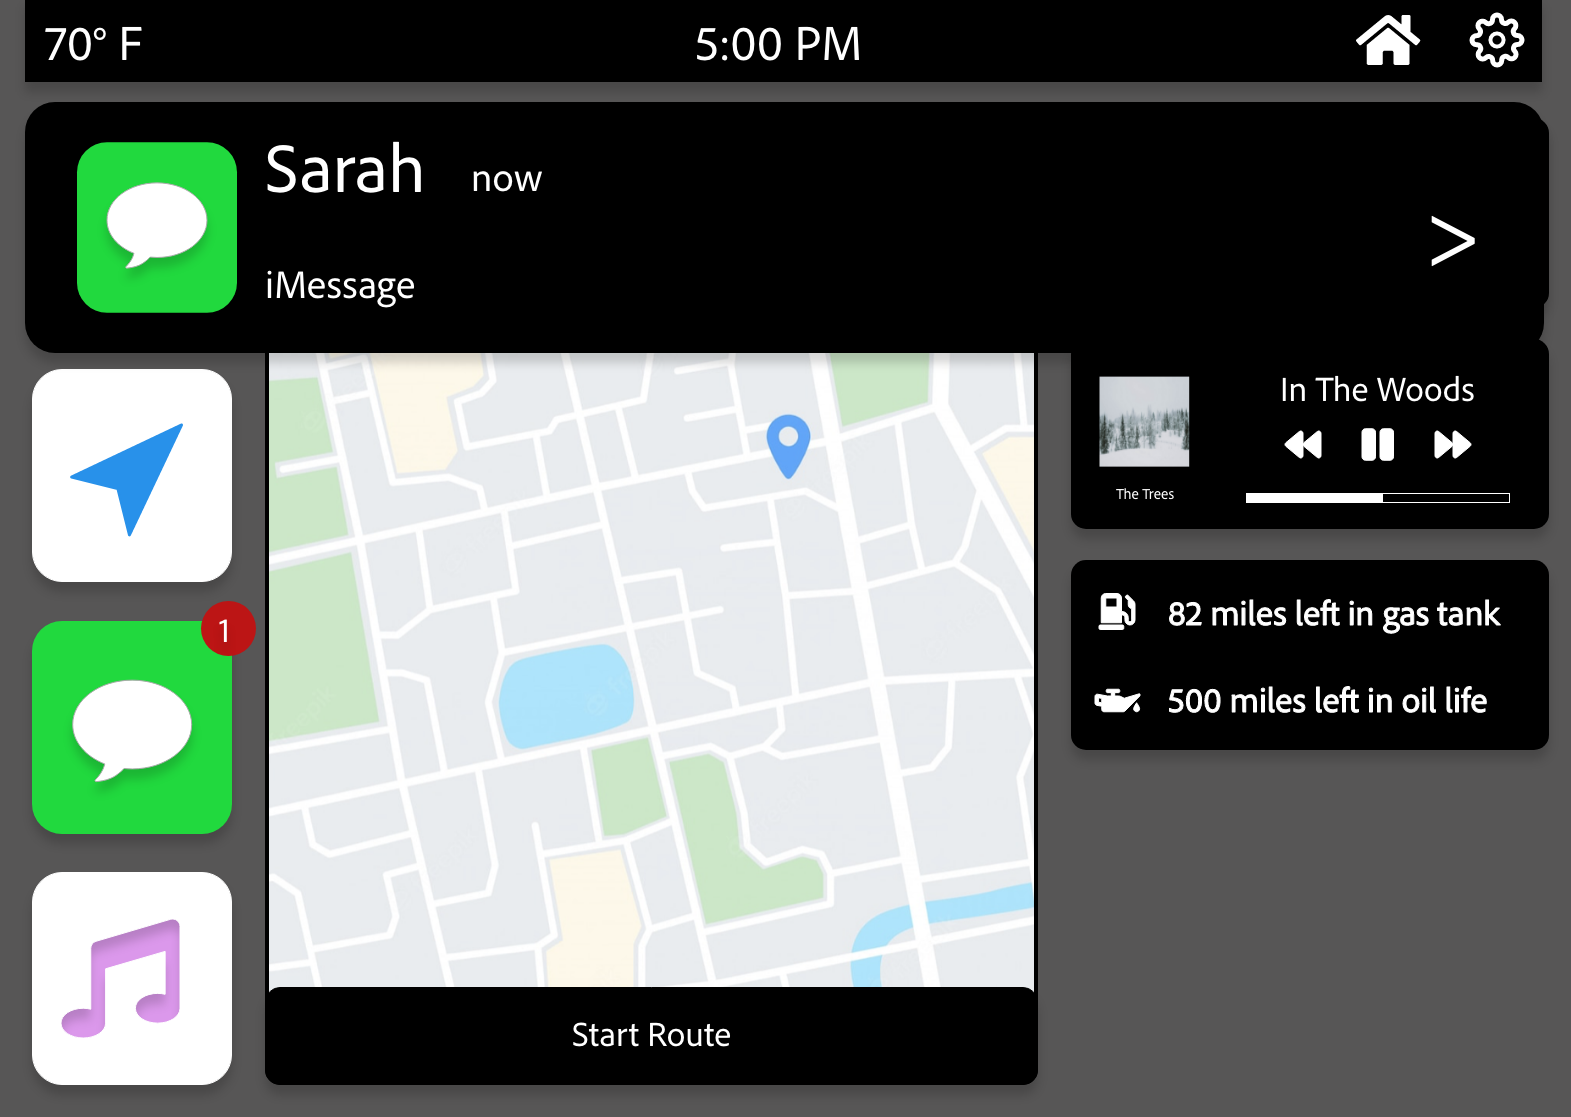 70° F
5:00 PM
Sarah now
iMessage
>
In The Woods
The Trees
1
82 miles left in gas tank
500 miles left in oil life
Start Route